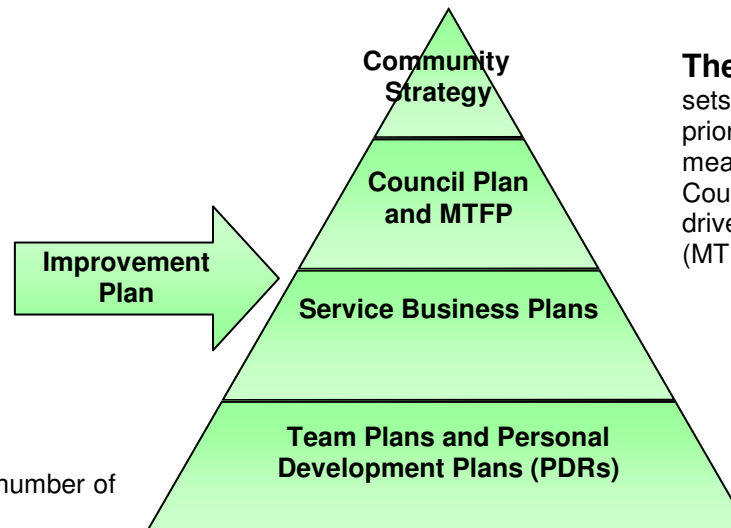 Community
Strategy
Council Plan
and MTFP
Improvement
Plan
Service Business Plans
Team Plans and Personal
Development Plans (PDRs)
The
sets
prior
mea
Cou
drive
(MT
number of